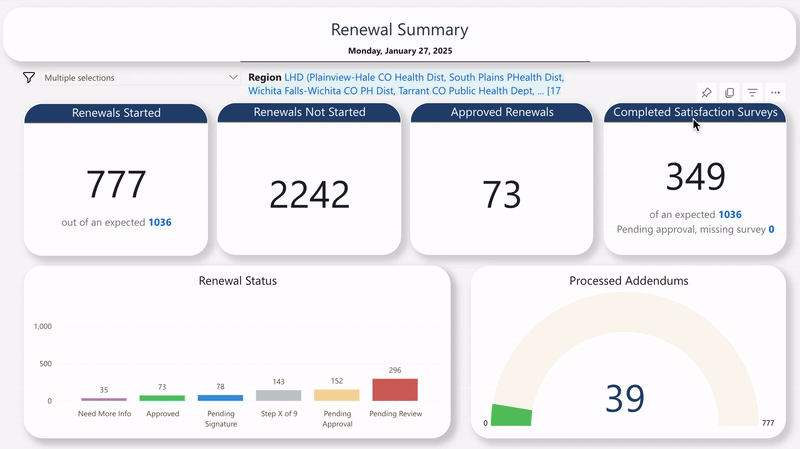 Renewal Summary
Monday, January 27, 2025
Multiple selections
Region LHD (Plainview-Hale CO Health Dist, South Plains PHealth Dist,
Wichita Falls-Wichita CO PH Dist, Tarrant CO Public Health Dept, ... [17
Renewals Started
777
out of an expected 1036
Renewals Not Started
2242
Approved Renewals
73
Completed Satisfaction Surveys
349
of an expected 1036
Pending approval, missing survey 0
Renewal Status
1,000
500
0
35
73
78
143
152
296
Need More Info
Approved
Pending
Signature
Step X of 9
Pending
Approval
Pending Review
Processed Addendums
39
0
777